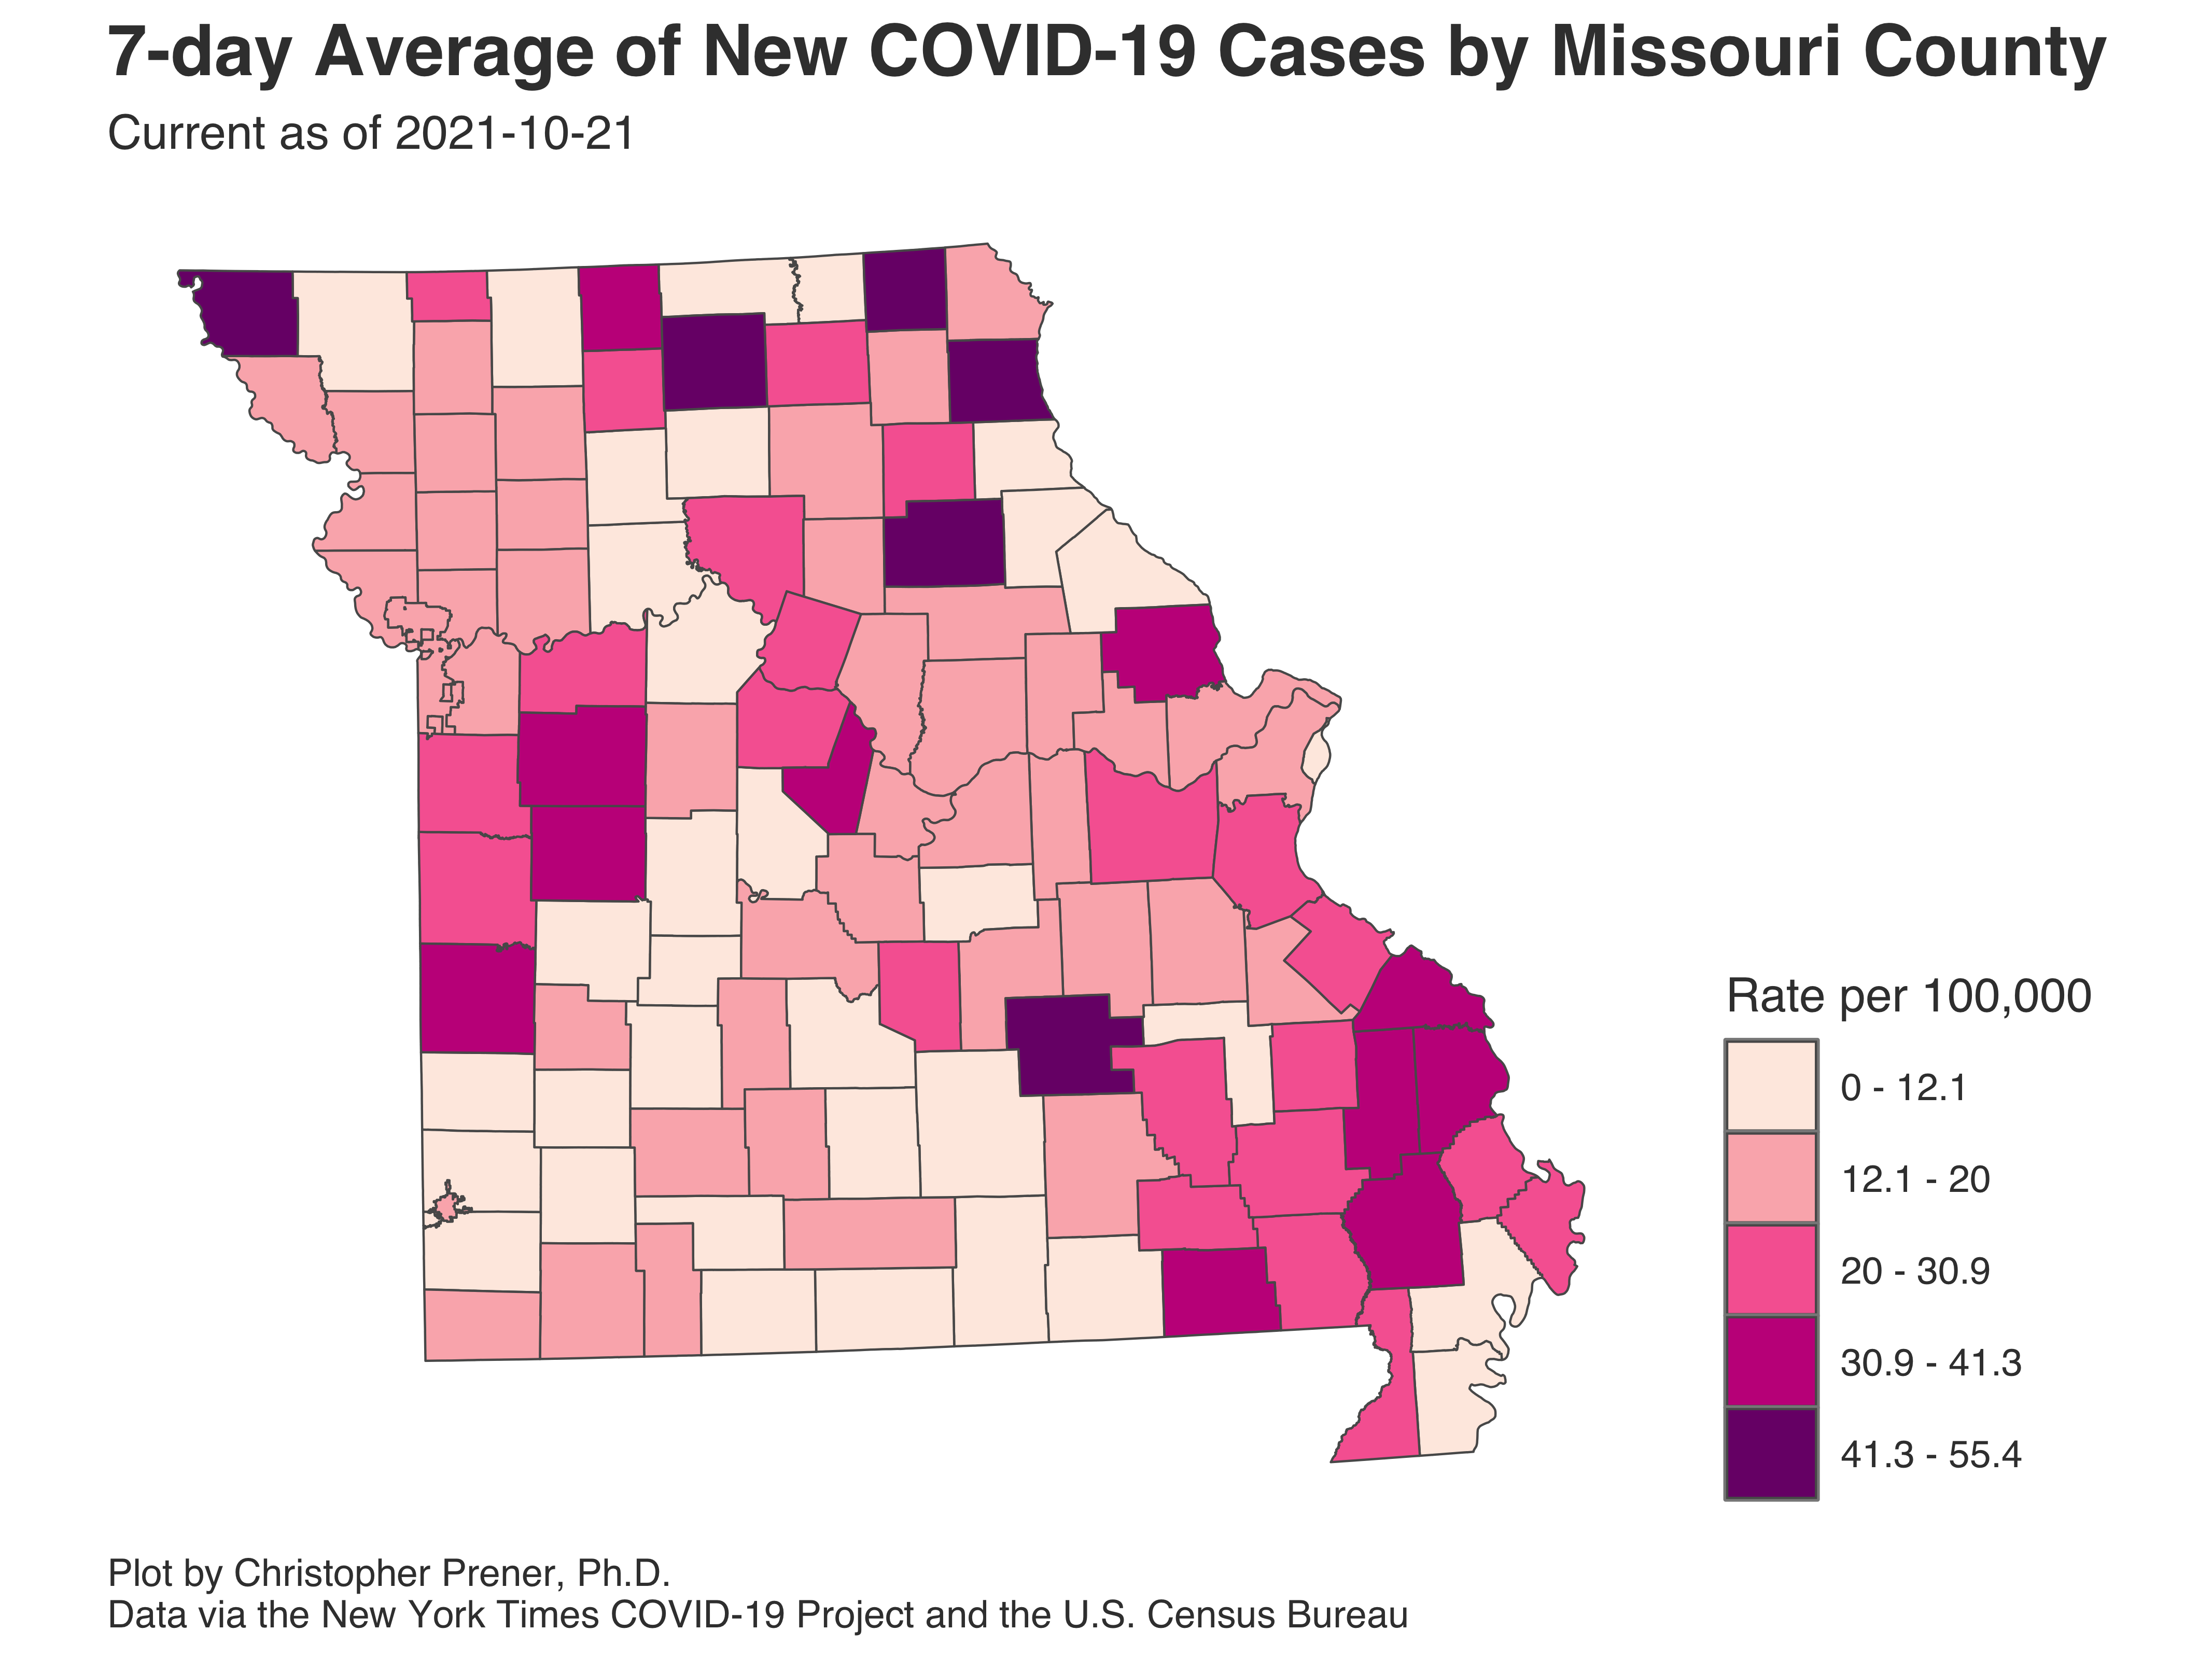 7-day Average of New COVID-19 Cases by Missouri County
Current as of 2021-10-21
Rate per 100,000
0 - 12.1
12.1 - 20
20 - 30.9
30.9 - 41.3
41.3 - 55.4
Plot by Christopher Prener, Ph.D.
Data via the New York Times COVID-19 Project and the U.S. Census Bureau